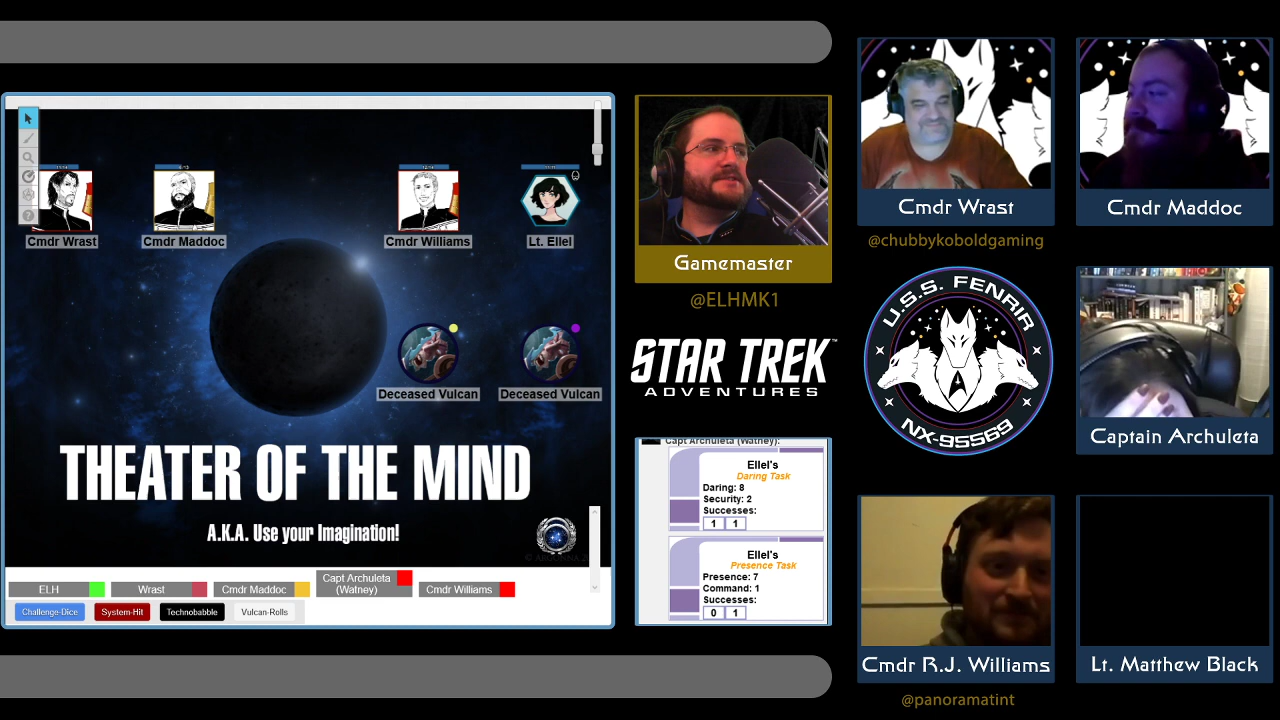 Cmdr Wrast
Cmdr Maddoc
Cmdr Williams
Lt. Ellel
Deceased Vulcan
Deceased Vulcan
THEATER OF THE MIND
A.K.A. Use your Imagination!
ELH
Wrast
Cmdr Maddoc
Capt Archuleta
(Watney)
Cmdr Williams
Challenge-Dice
System-Hit
Technobabble
Vulcan-Rolls
Gamemaster
@ELHMK1
STAR TREK
ADVENTURES
Capt Archuleta (Watney):
Ellel's
Daring Task
Daring: 8
Security: 2
Successes:
1 1
Ellel's
Presence Task
Presence: 7
Command: 1
Successes:
0 1
Cmdr Wrast
@chubbykoboldgaming
Cmdr Maddoc
U.S.S. FENRIR
NX-95569
Captain Archuleta
Cmdr R.J. Williams
@panoramatint
Lt. Matthew Black